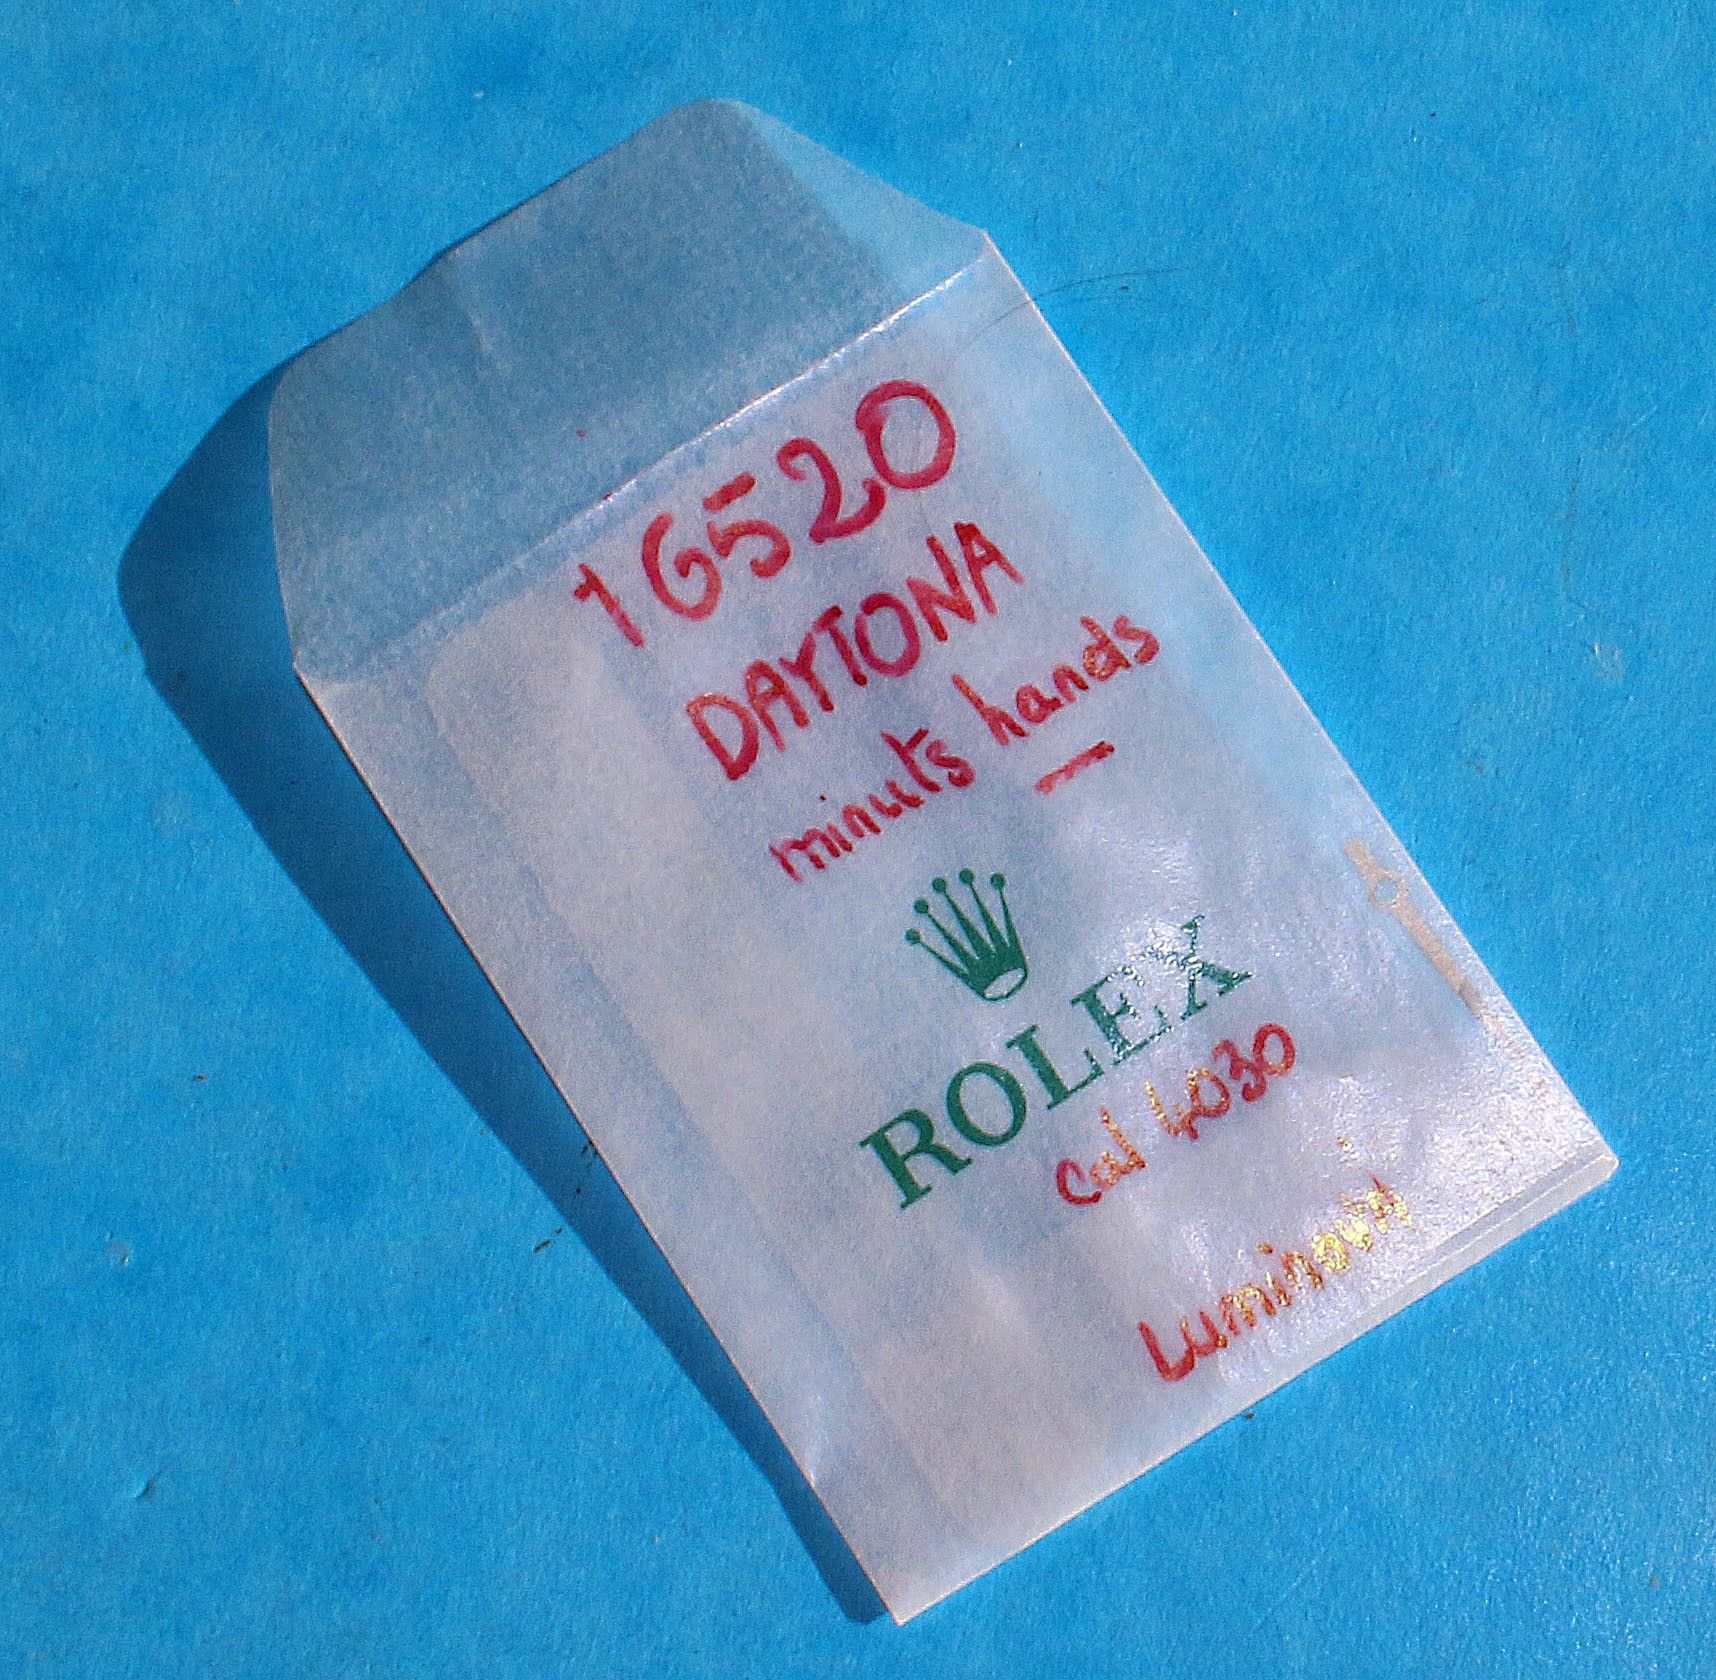 16520
DAYTONA
minuts hands
ROLEX
Cal 4030
Luminova